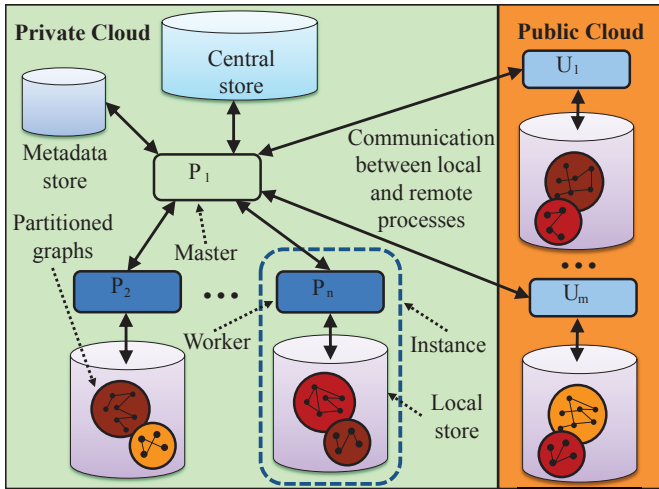 Private Cloud
Central
store
Metadata
store
P1
Communication
between local
and remote
processes
Partitioned
graphs
Master
P2
...
Pn
Worker
Instance
Local
store
Public Cloud
U1
...
Um